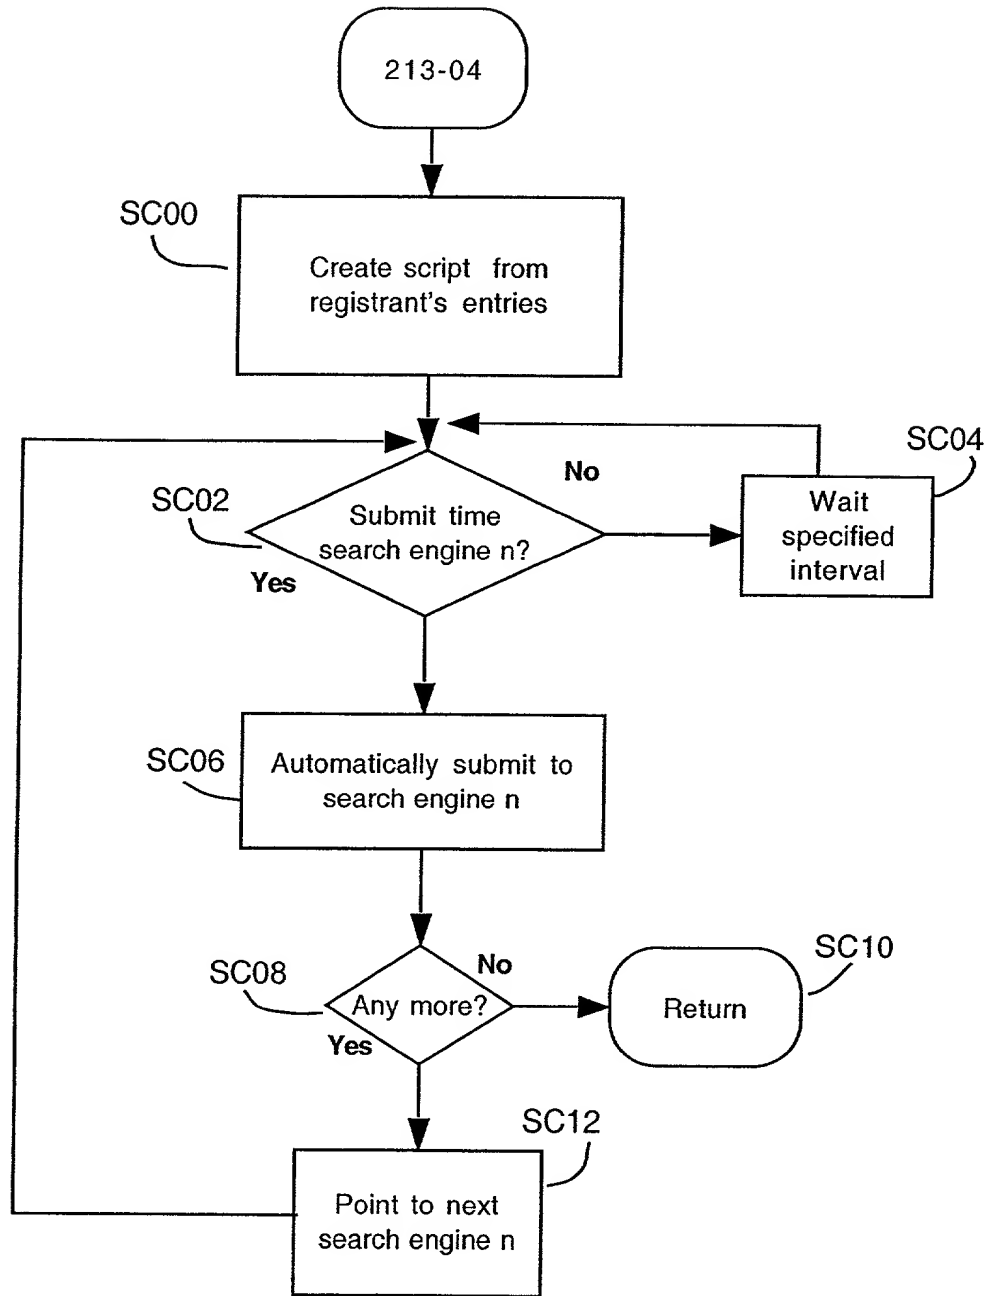 213-04
SC00
Create script from
registrant's entries
SC04
No
SC02
Submit time
search engine n?
Wait
specified
interval
Yes
SC06
Automatically submit to
search engine n
SC10
SC08
No
Any more?
Return
Yes
SC12
Point to next
search engine n